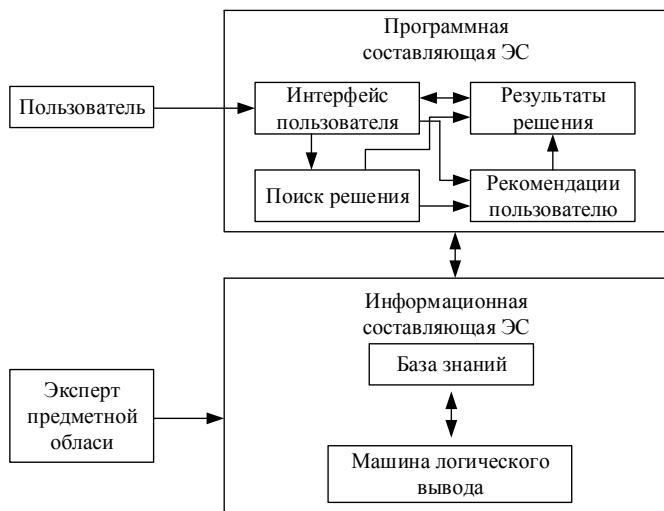 Программная
составляющая ЭС
Пользователь
Интерфейс
пользователя
Результаты
решения
Поиск решения
Рекомендации
пользователю
Информационная
составляющая ЭС
База знаний
Эксперт
предметной
обласи
Машина логического
вывода